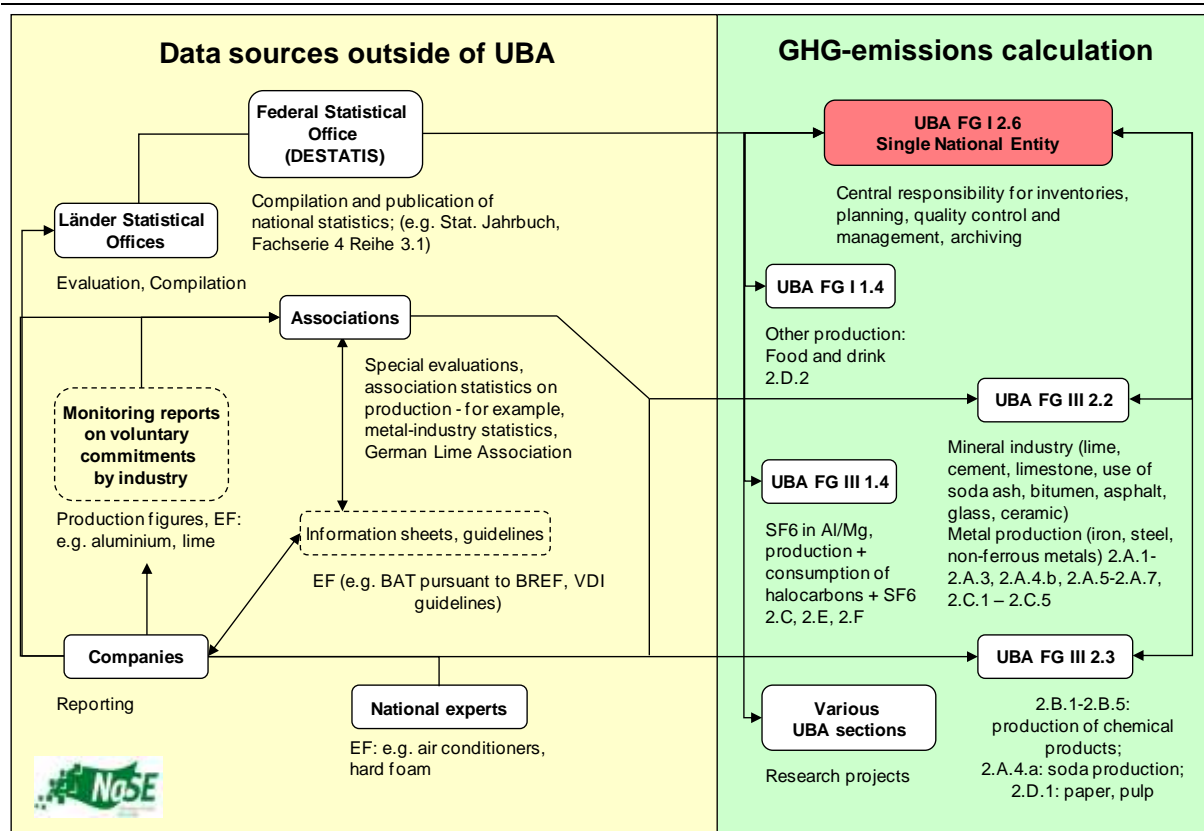 Data sources outside of UBA
Federal Statistical
Office
(DESTATIS)
Compilation and publication of
national statistics; (e.g. Stat. Jahrbuch,
Fachserie 4 Reihe 3.1)
Länder Statistical
Offices
Evaluation, Compilation
Associations
Special evaluations,
association statistics on
production - for example,
metal-industry statistics,
German Lime Association
Monitoring reports
on voluntary
commitments
by industry
Production figures, EF:
e.g. aluminium, lime
Information sheets, guidelines
EF (e.g. BAT pursuant to BREF, VDI
guidelines)
Companies
Reporting
National experts
EF: e.g. air conditioners,
hard foam
NaSE
GHG-emissions calculation
UBA FG I 2.6
Single National Entity
Central responsibility for inventories,
planning, quality control and
management, archiving
UBA FG I 1.4
Other production:
Food and drink
2.D.2
UBA FG III 2.2
Mineral industry (lime,
cement, limestone, use of
soda ash, bitumen, asphalt,
glass, ceramic)
Metal production (iron, steel,
non-ferrous metals) 2.A.1-
2.A.3, 2.A.4.b, 2.A.5-2.A.7,
2.C.1 – 2.C.5
UBA FG III 1.4
SF6 in Al/Mg,
production +
consumption of
halocarbons + SF6
2.C, 2.E, 2.F
UBA FG III 2.3
2.B.1-2.B.5:
production of chemical
products;
2.A.4.a: soda production;
2.D.1: paper, pulp
Various
UBA sections
Research projects